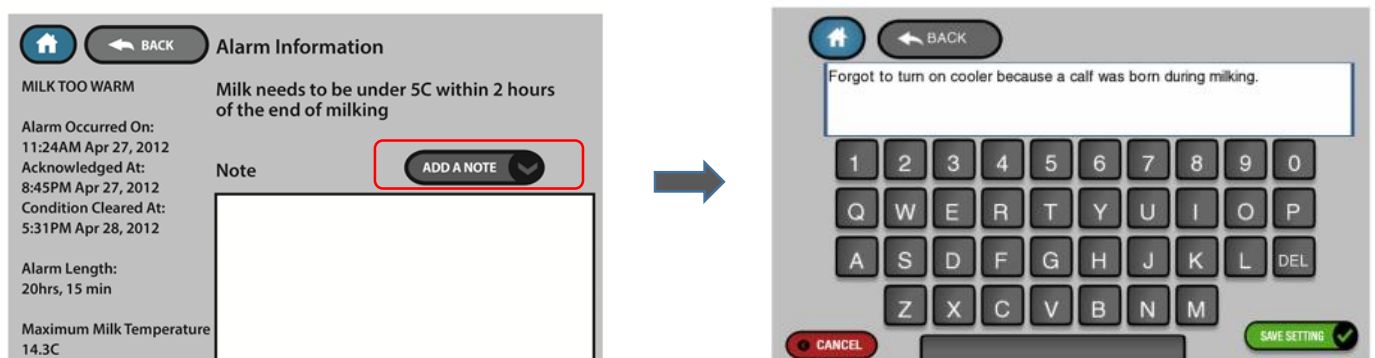 BACK
Alarm Information
MILK TOO WARM
Milk needs to be under 5C within 2 hours
of the end of milking
Alarm Occurred On:
11:24AM Apr 27, 2012
Acknowledged At:
8:45PM Apr 27, 2012
Condition Cleared At:
5:31PM Apr 28, 2012
Alarm Length:
20hrs, 15 min
Maximum Milk Temperature
14.3C
Note
ADD A NOTE
BACK
Forgot to turn on cooler because a calf was born during milking.
1 2 3 4 5 6 7 8 9 0
Q W E R T Y U I O P
A S D F G H J K L DEL
Z X C V B N M
CANCEL
SAVE SETTING